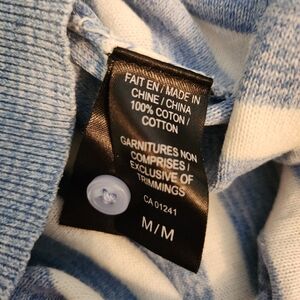 FAIT EN / MADE IN
CHINE / CHINA
100% COTON /
COTTON
GARNITURES NON
COMPRISES /
EXCLUSIVE OF
TRIMMINGS
CA 01241
M/M